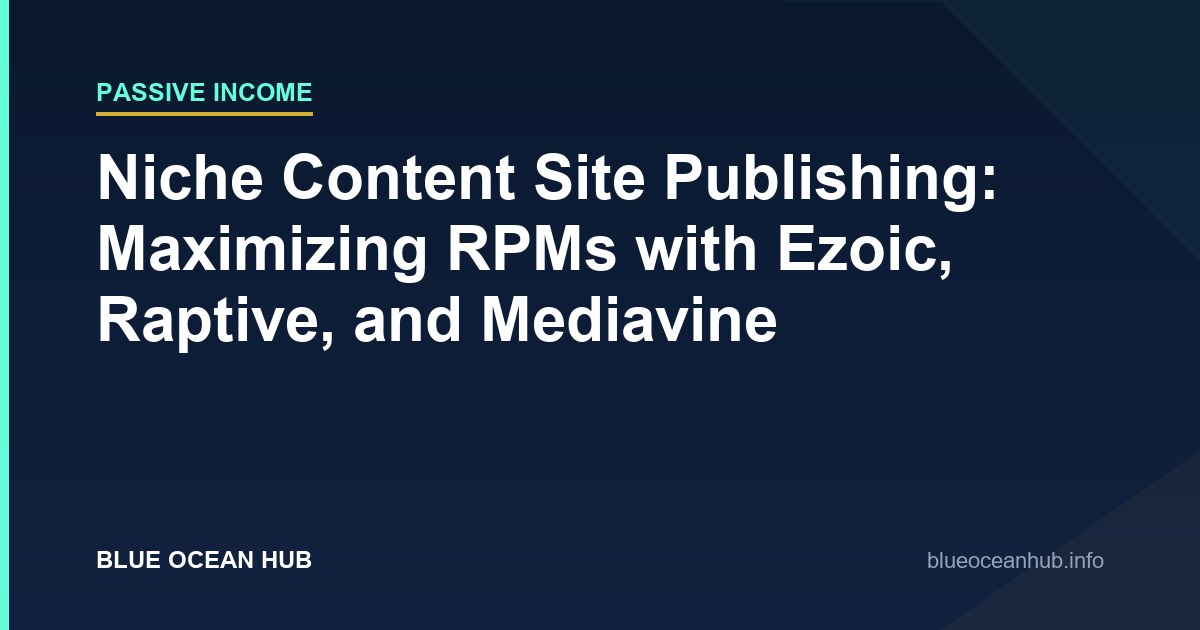 PASSIVE INCOME
Niche Content Site Publishing:
Maximizing RPMs with Ezoic,
Raptive, and Mediavine
BLUE OCEAN HUB
blueoceanhub.info